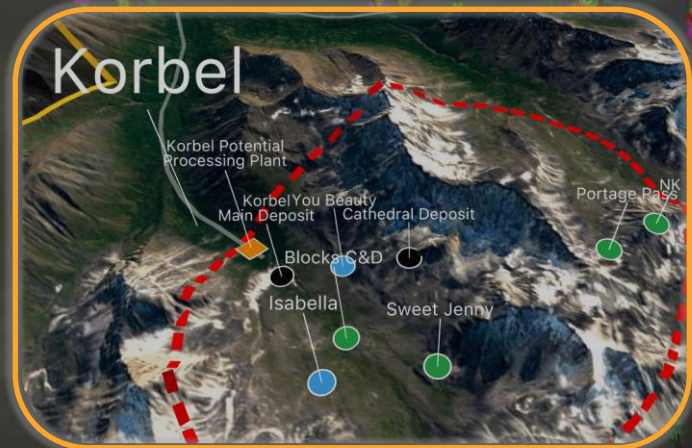 Korbel
Korbel Potential
Processing Plant
Korbel
Main Deposit
You Beauty
Cathedral Deposit
Portage Pass
NK
Blocks C&D
Isabella
Sweet Jenny